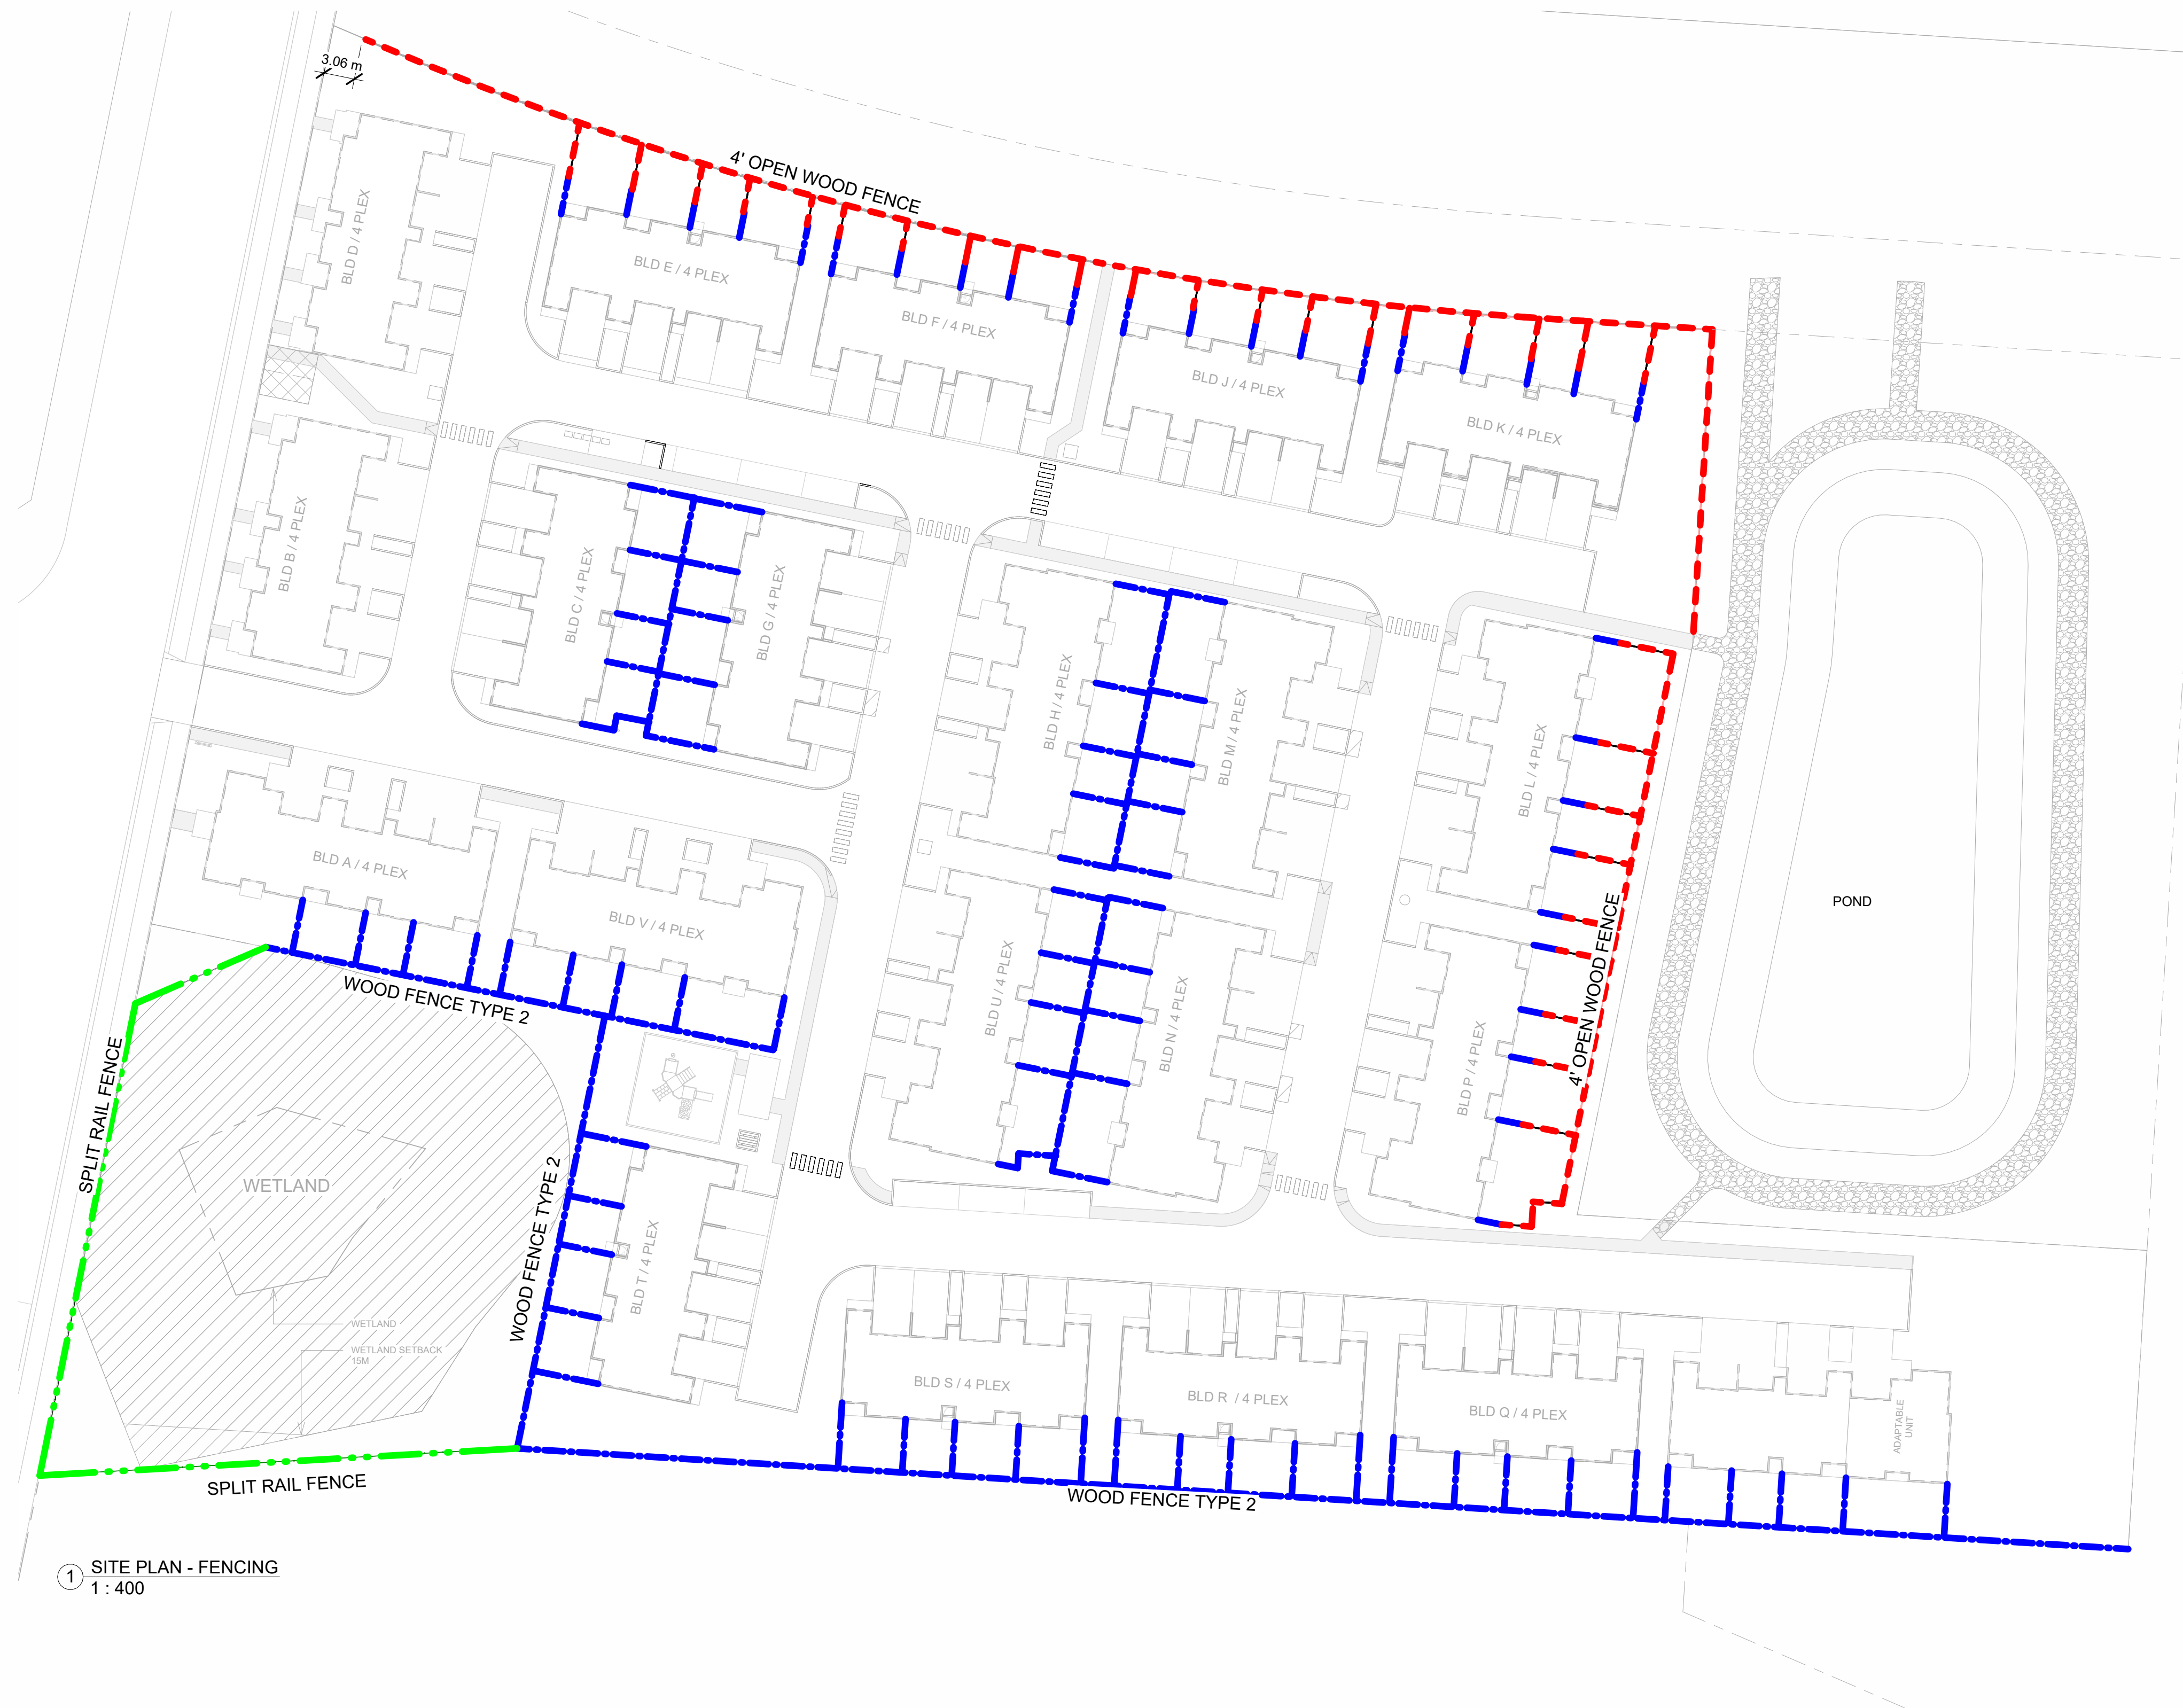 3.06 m
4' OPEN WOOD FENCE
BLD D / 4 PLEX
BLD E / 4 PLEX
BLD F / 4 PLEX
BLD J / 4 PLEX
BLD K / 4 PLEX
BLD B / 4 PLEX
BLD C / 4 PLEX
BLD G / 4 PLEX
BLD H / 4 PLEX
BLD M / 4 PLEX
BLD L / 4 PLEX
BLD A / 4 PLEX
BLD V / 4 PLEX
POND
4' OPEN WOOD FENCE
WOOD FENCE TYPE 2
BLD U / 4 PLEX
BLD N / 4 PLEX
BLD P / 4 PLEX
SPLIT RAIL FENCE
WETLAND
WOOD FENCE TYPE 2
BLD T / 4 PLEX
WETLAND
WETLAND SETBACK
15M
BLD S / 4 PLEX
BLD R / 4 PLEX
BLD Q / 4 PLEX
ADAPTABLE
UNIT
SPLIT RAIL FENCE
WOOD FENCE TYPE 2
1 SITE PLAN - FENCING
1 : 400